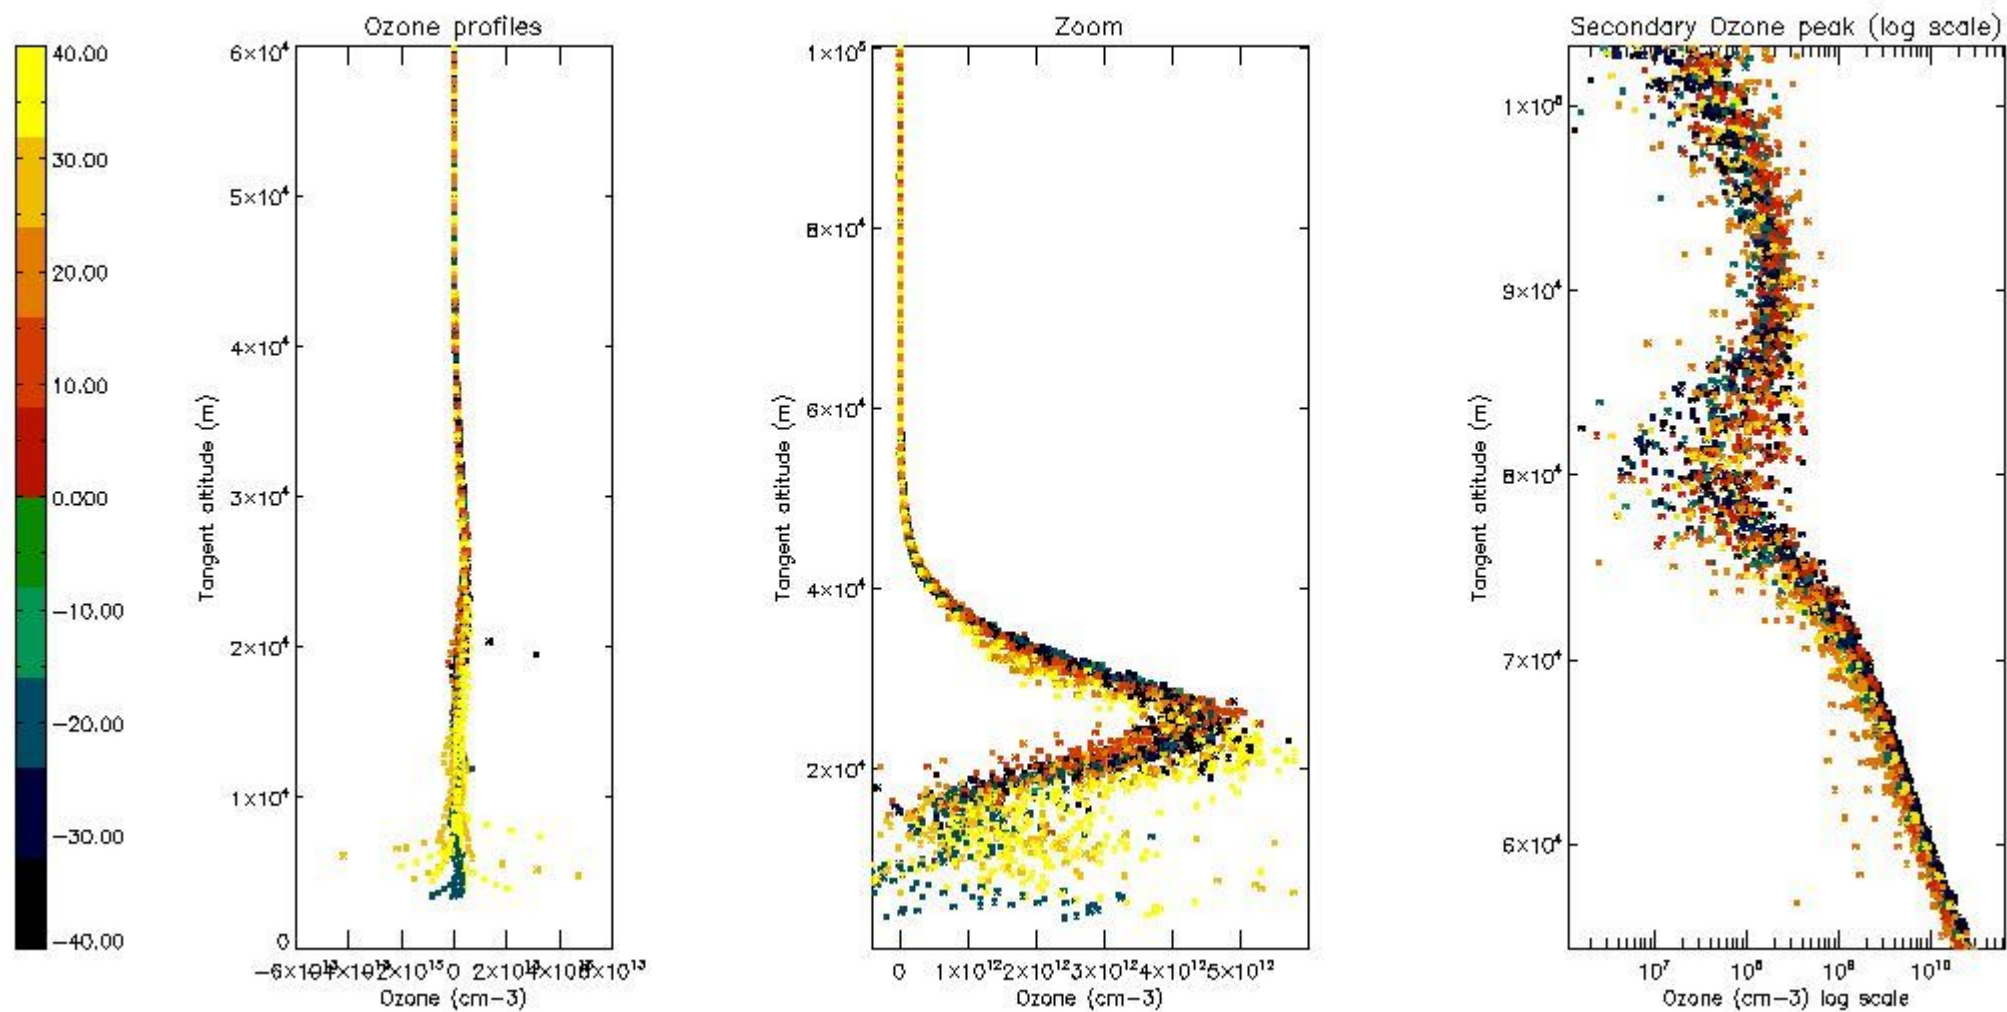 Ozone profiles
Zoom
Secondary Ozone peak (log scale)
40.00
30.00
20.00
10.00
0.000
−10.00
−20.00
−30.00
−40.00
6×10⁴
5×10⁴
4×10⁴
3×10⁴
2×10⁴
1×10⁴
0
Tangent altitude (m)
0
Ozone (cm−3)
1×10⁵
8×10⁴
6×10⁴
4×10⁴
2×10⁴
Tangent altitude (m)
0 1×10¹² 2×10¹² 3×10¹² 4×10¹² 5×10¹²
Ozone (cm−3)
9×10⁴
8×10⁴
7×10⁴
6×10⁴
Tangent altitude (m)
10⁷ 10⁸ 10⁹ 10¹⁰
Ozone (cm−3) log scale